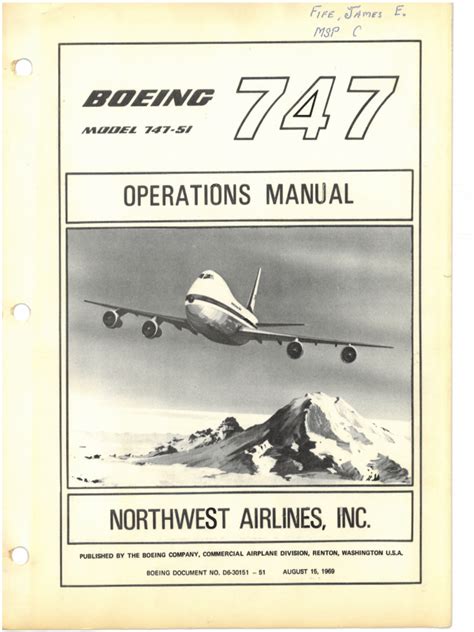 FIFE, JAMES E.
MSP C
BOEING 747
MODEL 747-51
OPERATIONS MANUAL
NORTHWEST AIRLINES, INC.
PUBLISHED BY THE BOEING COMPANY, COMMERCIAL AIRPLANE DIVISION, RENTON, WASHINGTON U.S.A.
BOEING DOCUMENT NO. D6-30151 - 51 AUGUST 15, 1969